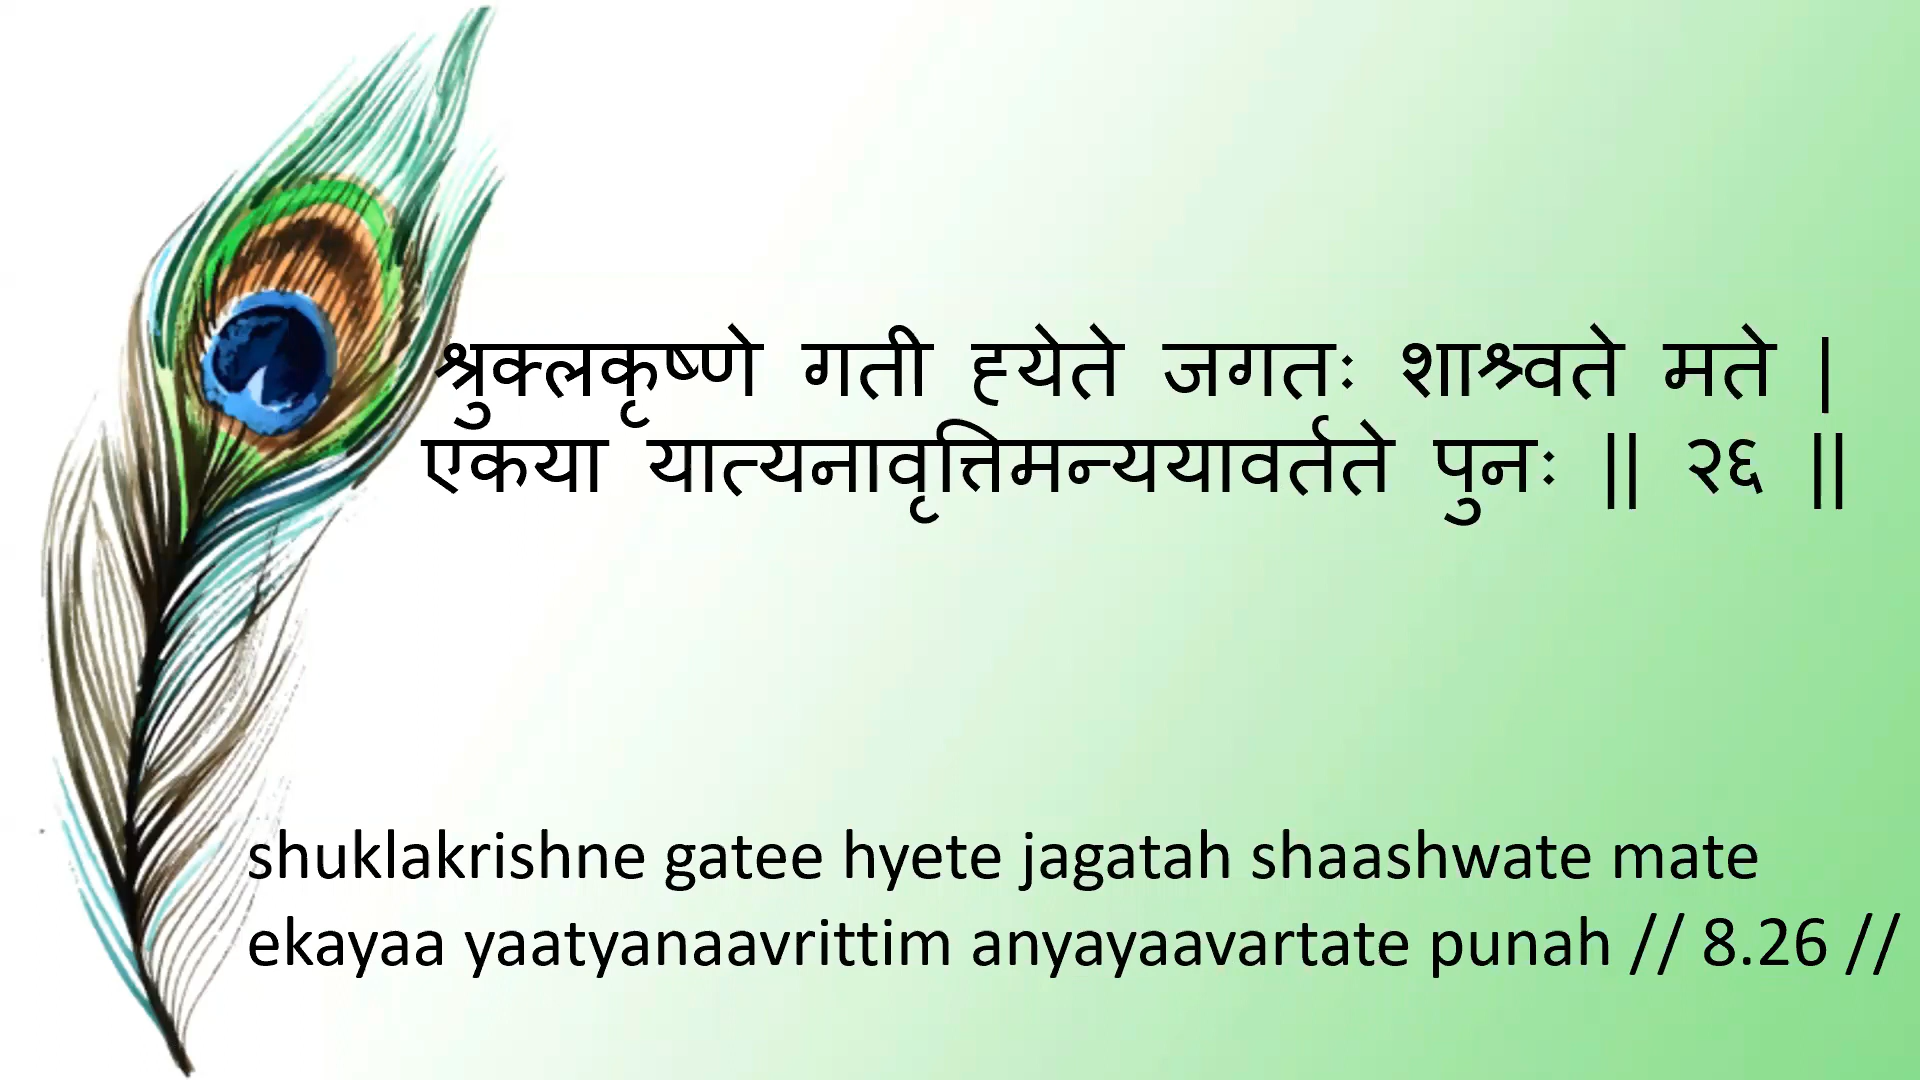 श्रुक्लकृष्णे गती ह्येते जगतः शाश्र्वते मते |
एकया यात्यनावृत्तिमन्ययावर्तते पुनः || २६ ||
shuklakrishne gatee hyete jagatah shaashwate mate
ekayaa yaatyanaavrittim anyayaavartate punah // 8.26 //